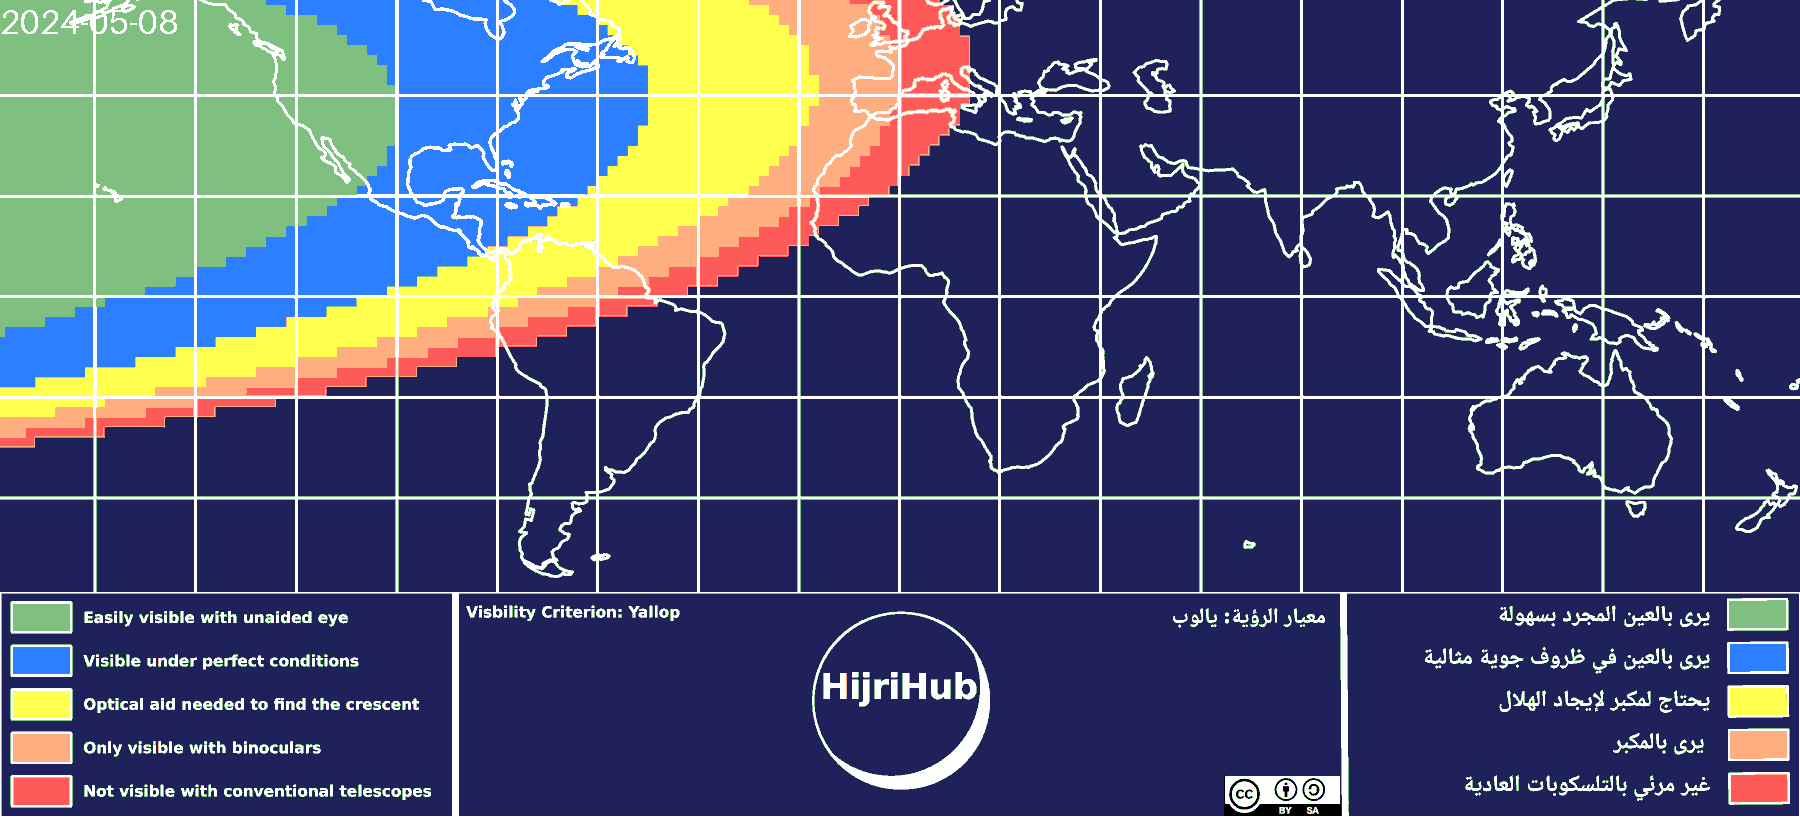 2024-05-08
Easily visible with unaided eye
Visible under perfect conditions
Optical aid needed to find the crescent
Only visible with binoculars
Not visible with conventional telescopes
Visbility Criterion: Yallop
معيار الرؤية: يالوب
HijriHub
cc
BY SA
يرى بالعين المجرد بسهولة
يرى بالعين في ظروف جوية مثالية
يحتاج لمكبر لإيجاد الهلال
يرى بالمكبر
غير مرئي بالتلسكوبات العادية